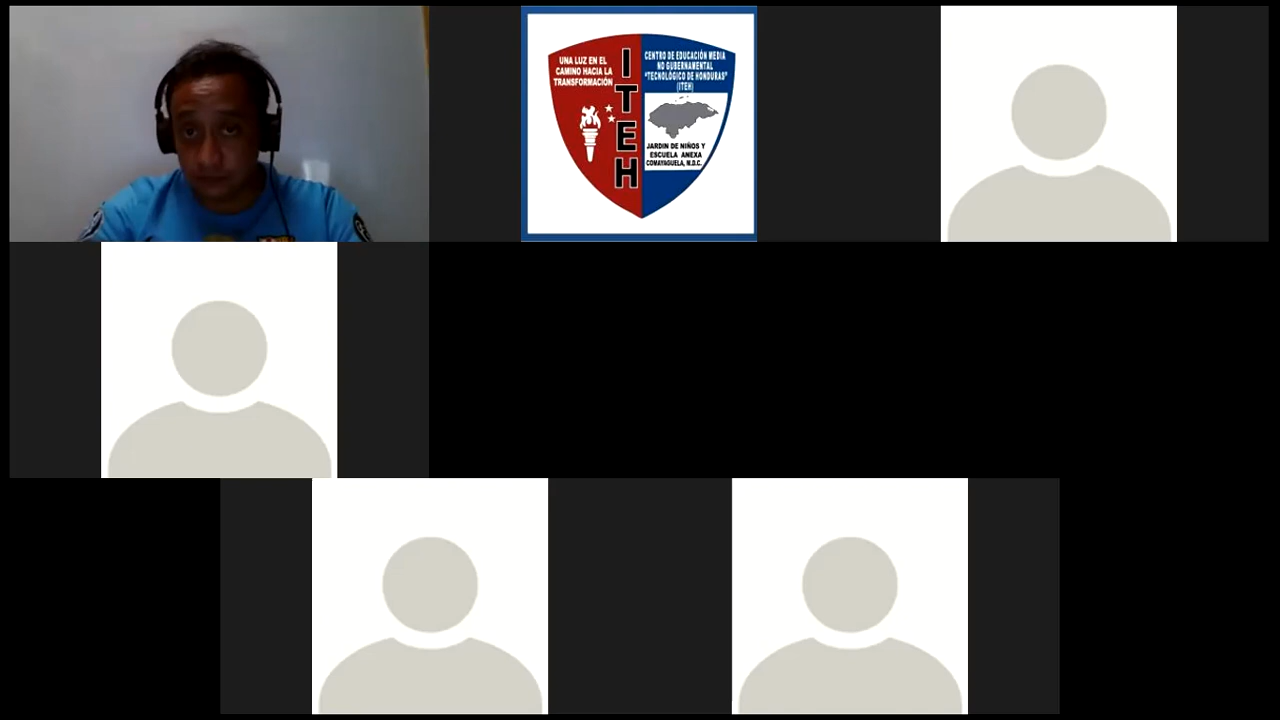 UNA LUZ EN EL
CAMINO HACIA LA
TRANSFORMACIÓN
ITEH
CENTRO DE EDUCACIÓN MEDIA
NO GUBERNAMENTAL
"TECNOLÓGICO DE HONDURAS"
(ITEH)
JARDIN DE NIÑOS Y
ESCUELA ANEXA
COMAYAGUELA, M.D.C.